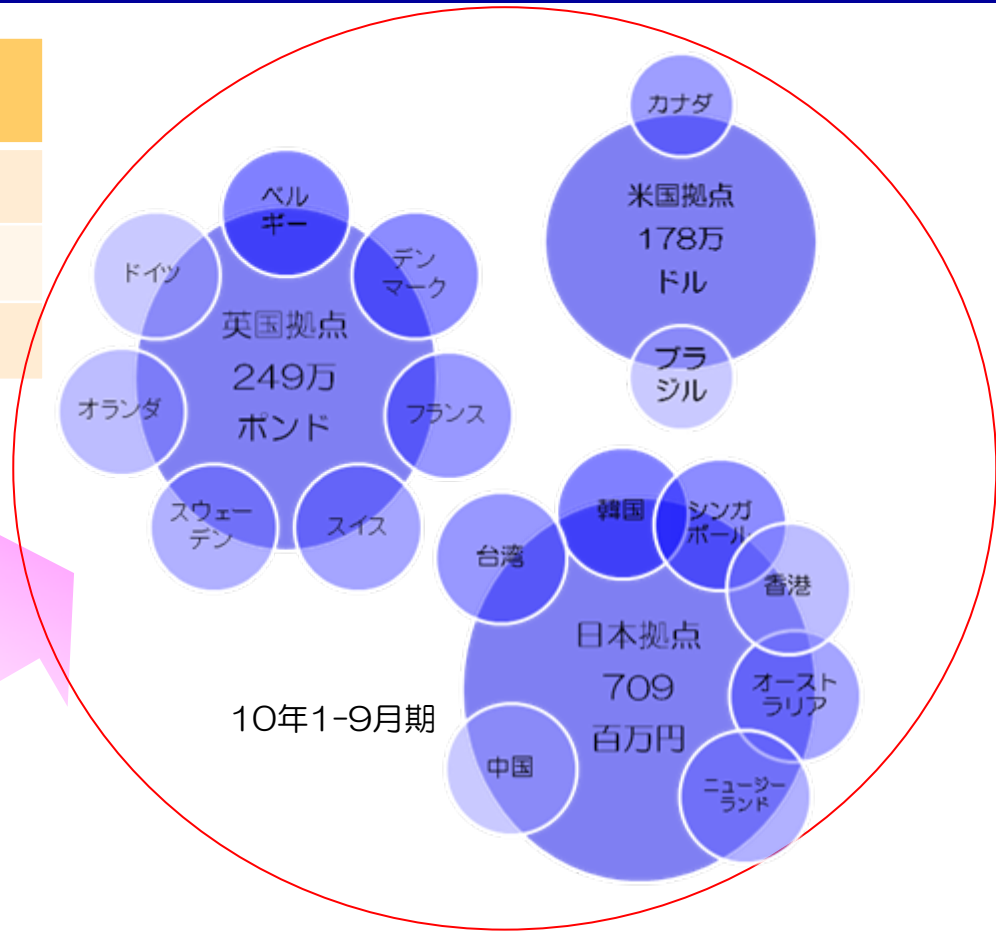 カナダ
米国拠点
178万
ドル
ブラ
ジル
ベル
ギー
デン
マーク
ドイツ
英国拠点
249万
ポンド
オランダ
フランス
スウェー
デン
スイス
韓国
シンガ
ポール
台湾
香港
日本拠点
709
百万円
オースト
ラリア
中国
ニュージー
ランド
10年1-9月期